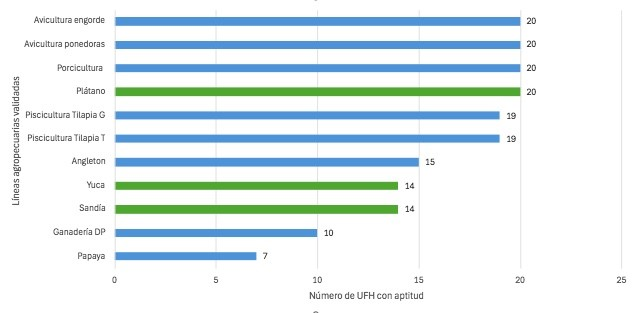 Líneas agropecuarias validadas
Avicultura engorde 20
Avicultura ponedoras 20
Porcicultura 20
Plátano 20
Piscicultura Tilapia G 19
Piscicultura Tilapia T 19
Angleton 15
Yuca 14
Sandía 14
Ganadería DP 10
Papaya 7
0 5 10 15 20 25
Número de UFH con aptitud